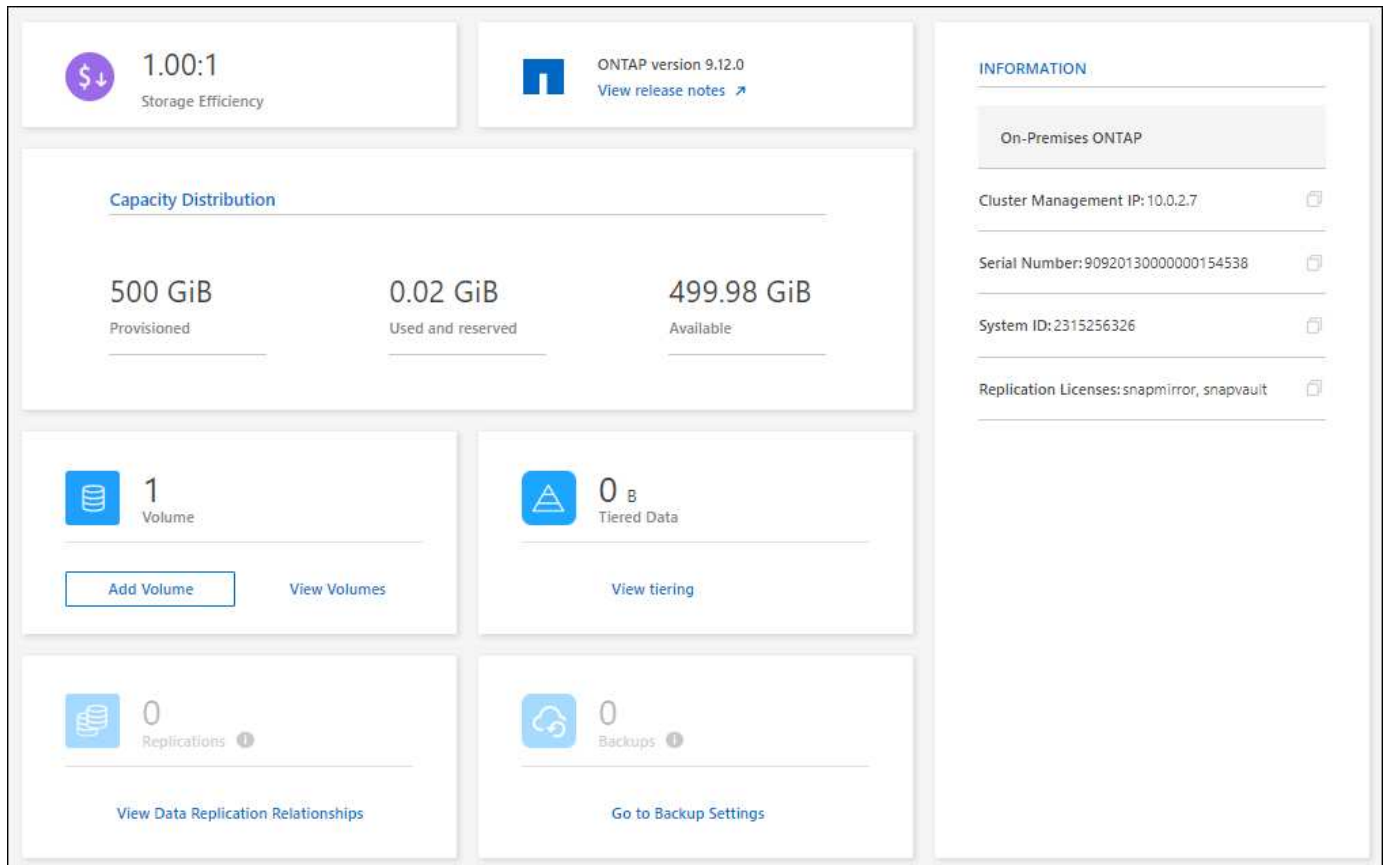 1.00:1
Storage Efficiency
ONTAP version 9.12.0
View release notes
Capacity Distribution
500 GiB
Provisioned
0.02 GiB
Used and reserved
499.98 GiB
Available
1
Volume
Add Volume
View Volumes
0 B
Tiered Data
View tiering
0
Replications
View Data Replication Relationships
0
Backups
Go to Backup Settings
INFORMATION
On-Premises ONTAP
Cluster Management IP: 10.0.2.7
Serial Number: 90920130000000154538
System ID: 2315256326
Replication Licenses: snapmirror, snapvault